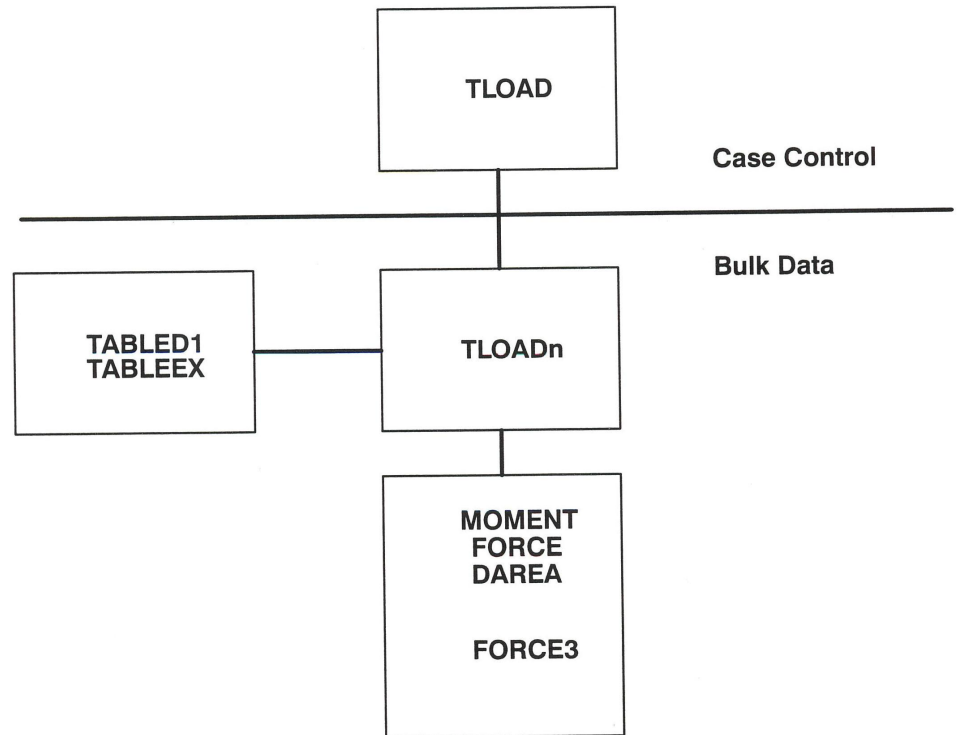 TLOAD
Case Control
Bulk Data
TABLED1
TABLEEX
TLOADn
MOMENT
FORCE
DAREA
FORCE3